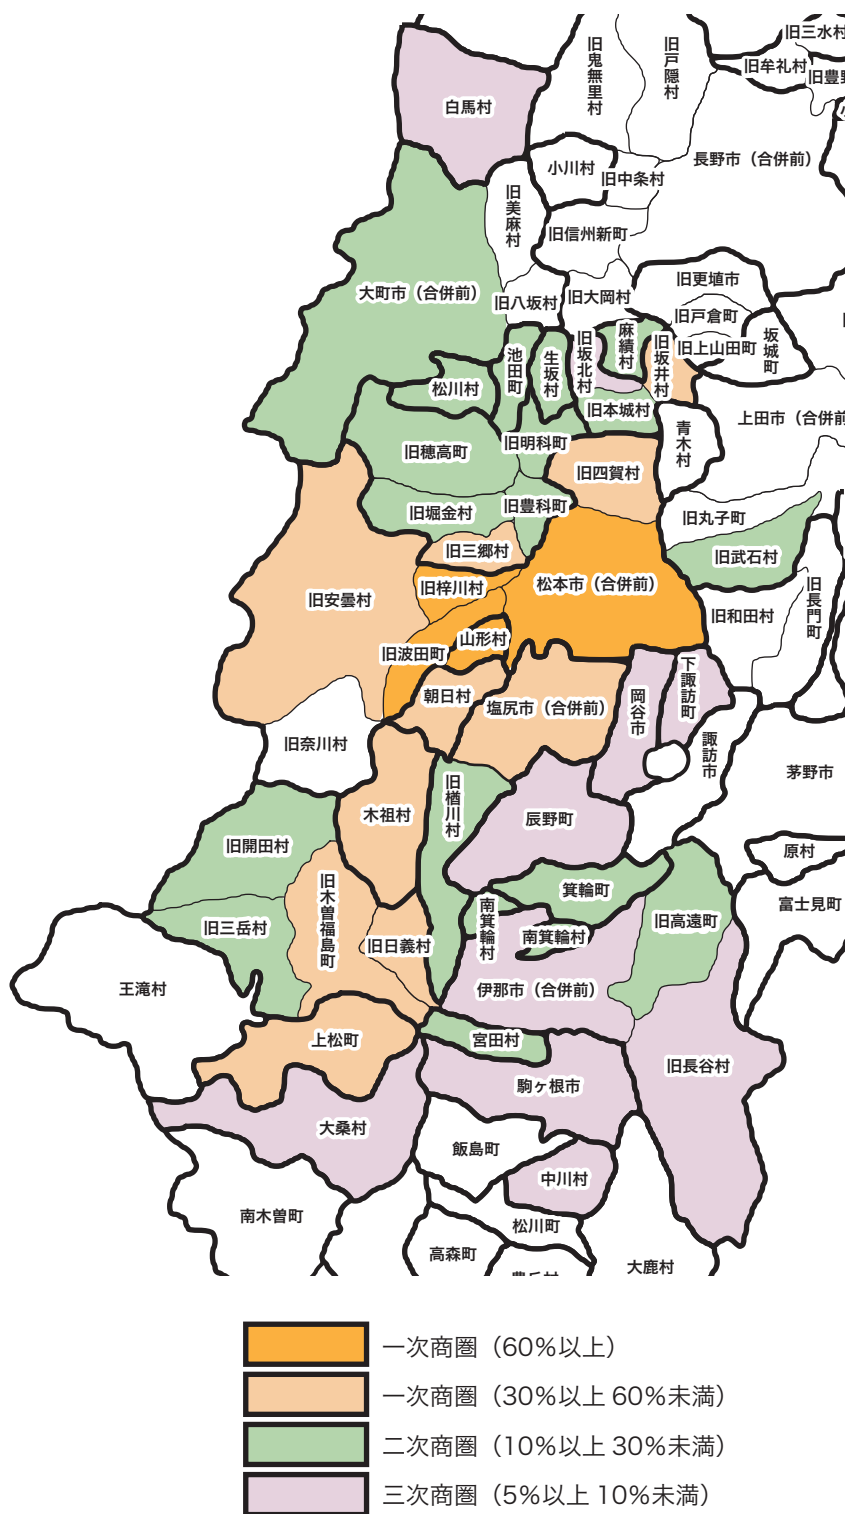 旧三水村
旧鬼無里村
旧戸隠村
旧牟礼村
旧豊野
白馬村
長野市（合併前）
小川村
旧中条村
旧美麻村
旧信州新町
旧更埴市
大町市（合併前）
旧八坂村
旧大岡村
旧戸倉町
麻績村
旧坂北村
旧坂井村
旧上山田町
坂城町
池田町
生坂村
松川村
旧本城村
上田市（合併前
青木村
旧穂高町
旧明科町
旧四賀村
旧堀金村
旧豊科町
旧丸子町
旧三郷村
旧武石村
旧安曇村
旧梓川村
松本市（合併前）
旧長門町
旧和田村
山形村
旧波田町
下諏訪町
朝日村
塩尻市（合併前）
岡谷市
旧奈川村
諏訪市
茅野市
旧楢川村
木祖村
辰野町
旧開田村
原村
箕輪町
富士見町
旧木曽福島町
南箕輪村
旧高遠町
旧三岳村
旧日義村
南箕輪村
王滝村
伊那市（合併前）
上松町
宮田村
旧長谷村
駒ヶ根市
大桑村
飯島町
中川村
南木曽町
松川町
高森町
大鹿村
一次商圏（60％以上）
一次商圏（30％以上 60％未満）
二次商圏（10％以上 30％未満）
三次商圏（5％以上 10％未満）